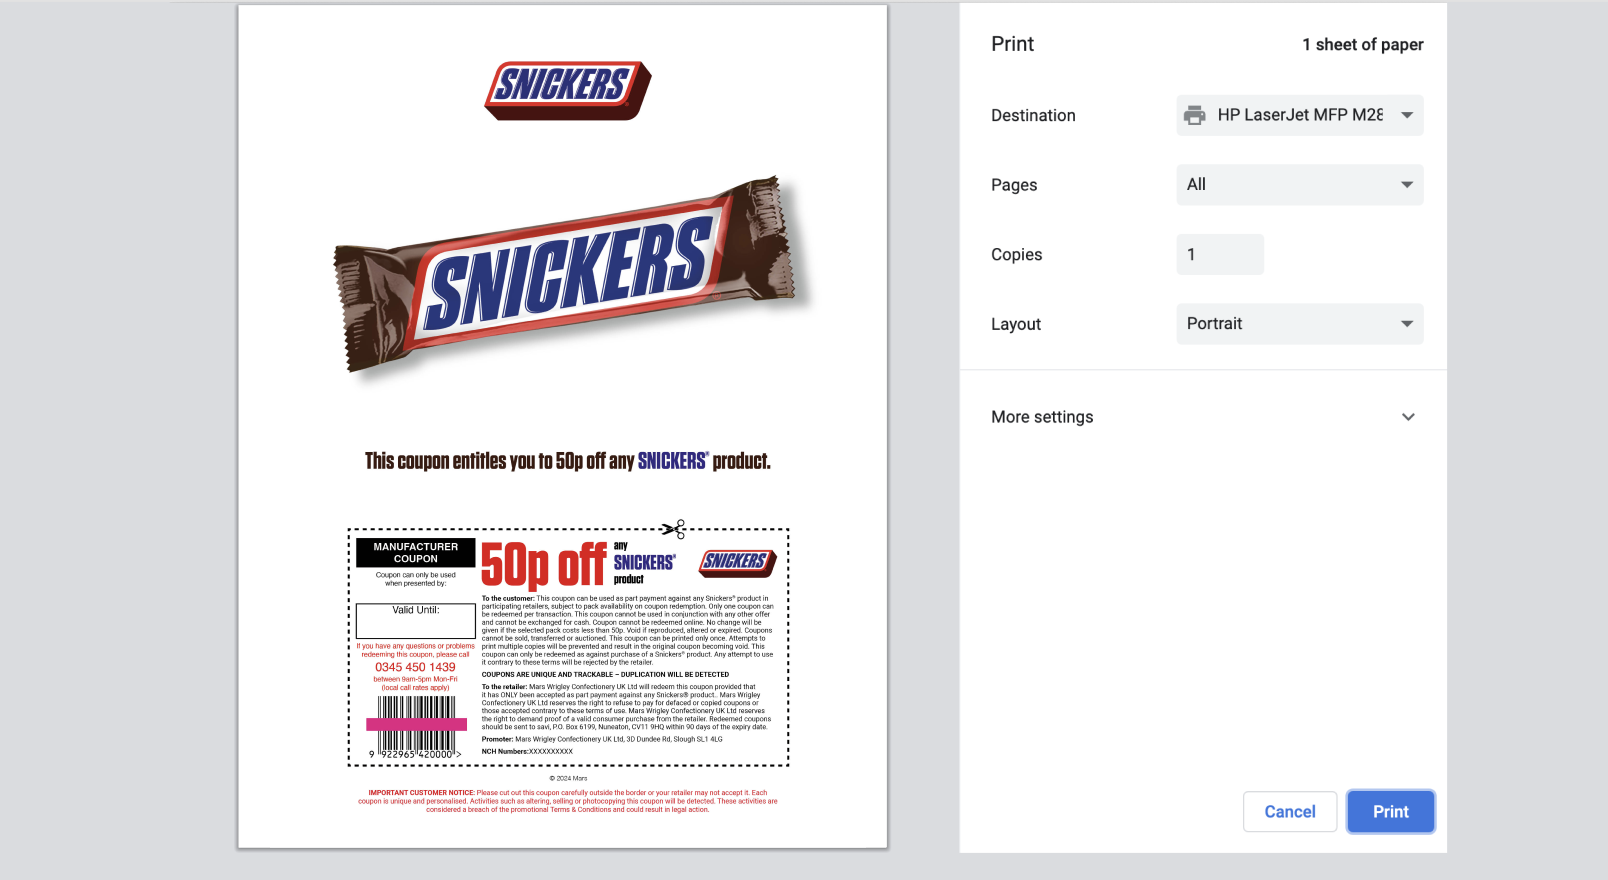 SNICKERS
SNICKERS
This coupon entitles you to 50p off any SNICKERS® product.
MANUFACTURER
COUPON
Coupon can only be used
when presented by:
Valid Until:
If you have any questions or problems
redeeming this coupon, please call
0345 450 1439
between 9am-5pm Mon-Fri
(local call rates apply)
9 922965 420000 >
50p off
any
SNICKERS®
product
SNICKERS
To the customer: This coupon can be used as part payment against any Snickers® product in
participating retailers, subject to pack availability on coupon redemption. Only one coupon can
be redeemed per transaction. This coupon cannot be used in conjunction with any other offer
and cannot be exchanged for cash. Coupon cannot be redeemed online. No change will be
given if the selected pack costs less than 50p. Void if reproduced, altered or expired. Coupons
cannot be sold, transferred or auctioned. This coupon can be printed only once. Attempts to
print multiple copies will be prevented and result in the original coupon becoming void. This
coupon can only be redeemed as against purchase of a Snickers® product. Any attempt to use
it contrary to these terms will be rejected by the retailer.
COUPONS ARE UNIQUE AND TRACKABLE – DUPLICATION WILL BE DETECTED
To the retailer: Mars Wrigley Confectionery UK Ltd will redeem this coupon provided that
it has ONLY been accepted as part payment against any Snickers® product.. Mars Wrigley
Confectionery UK Ltd reserves the right to refuse to pay for defaced or copied coupons or
those accepted contrary to these terms of use. Mars Wrigley Confectionery UK Ltd reserves
the right to demand proof of a valid consumer purchase from the retailer. Redeemed coupons
should be sent to savi, P.O. Box 6199, Nuneaton, CV11 9HQ within 90 days of the expiry date.
Promoter: Mars Wrigley Confectionery UK Ltd, 3D Dundee Rd, Slough SL1 4LG
NCH Numbers:XXXXXXXXXX
© 2024 Mars
IMPORTANT CUSTOMER NOTICE: Please cut out this coupon carefully outside the border or your retailer may not accept it. Each
coupon is unique and personalised. Activities such as altering, selling or photocopying this coupon will be detected. These activities are
considered a breach of the promotional Terms & Conditions and could result in legal action.
Print
1 sheet of paper
Destination
HP LaserJet MFP M28
Pages
All
Copies
1
Layout
Portrait
More settings
Cancel
Print